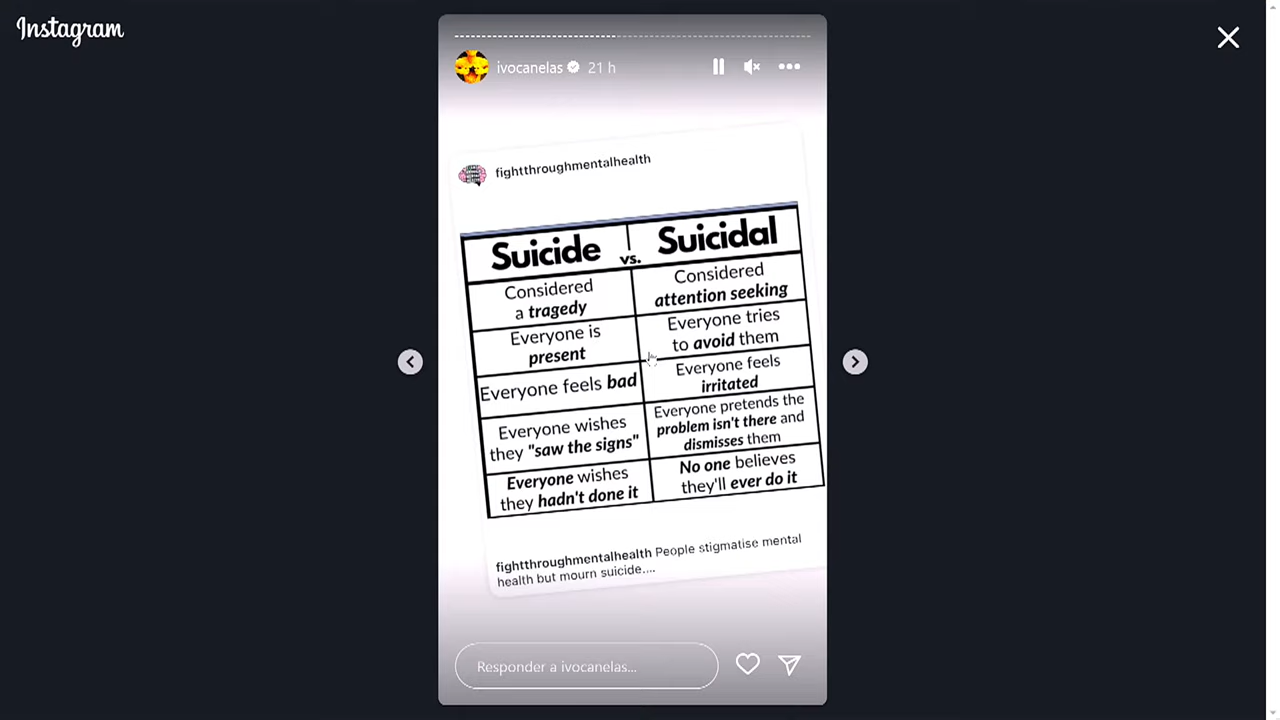 Instagram
ivocanelas 21 h
fightthroughmentalhealth
Suicide vs. Suicidal
Considered
a tragedy
Considered
attention seeking
Everyone is
present
Everyone tries
to avoid them
Everyone feels bad
Everyone feels
irritated
Everyone wishes
they "saw the signs"
Everyone pretends the
problem isn't there and
dismisses them
Everyone wishes
they hadn't done it
No one believes
they'll ever do it
fightthroughmentalhealth People stigmatise mental
health but mourn suicide....
Responder a ivocanelas...